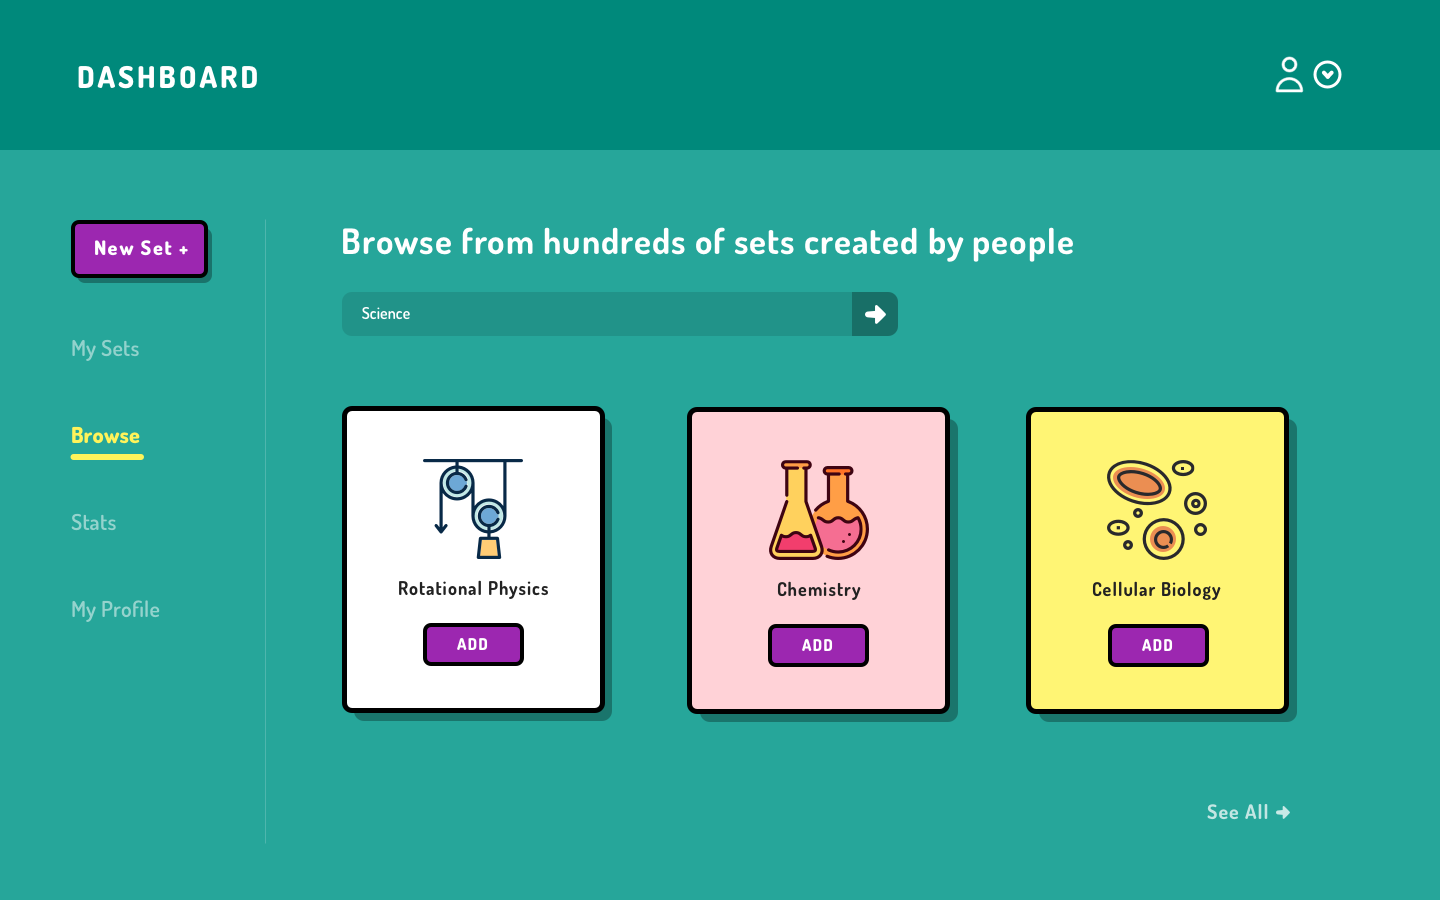 DASHBOARD
New Set +
My Sets
Browse
Stats
My Profile
Browse from hundreds of sets created by people
Science
Rotational Physics
ADD
Chemistry
ADD
Cellular Biology
ADD
See All